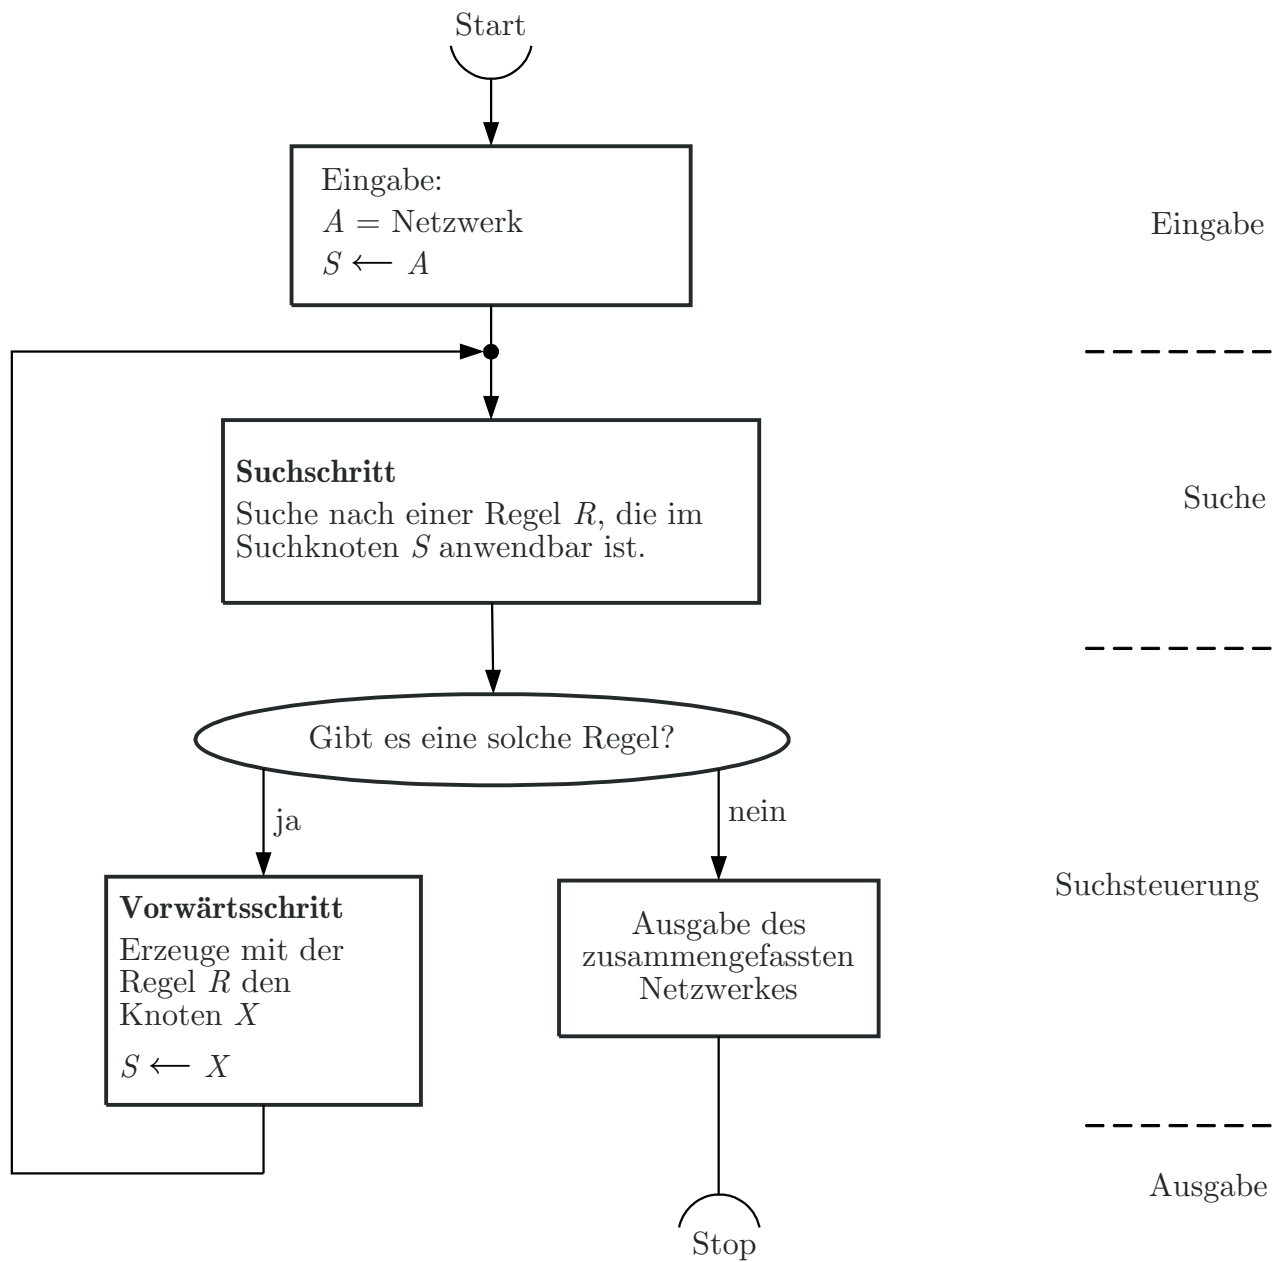 Start
Eingabe:
A = Netzwerk
S ⟵ A
Eingabe
Suchschritt
Suche nach einer Regel R, die im
Suchknoten S anwendbar ist.
Suche
Gibt es eine solche Regel?
ja
nein
Vorwärtsschritt
Erzeuge mit der
Regel R den
Knoten X
S ⟵ X
Ausgabe des
zusammengefassten
Netzwerkes
Suchsteuerung
Ausgabe
Stop